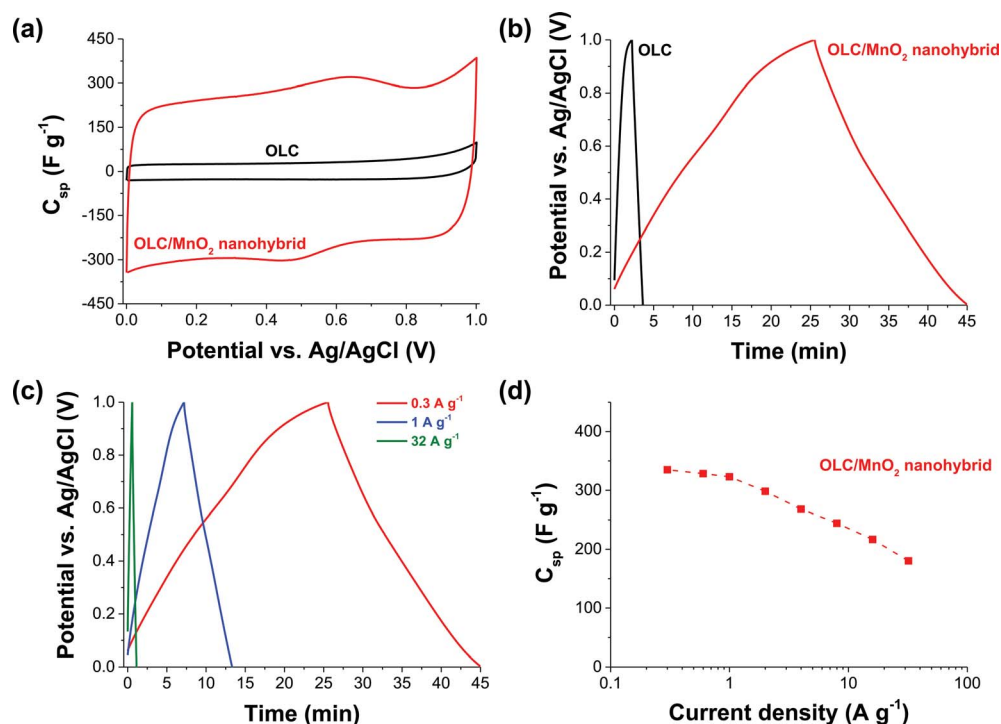 (a)
450
300
150
0
-150
-300
-450
C_sp (F g⁻¹)
OLC
OLC/MnO₂ nanohybrid
0.0 0.2 0.4 0.6 0.8 1.0
Potential vs. Ag/AgCl (V)
(b)
1.0
0.8
0.6
0.4
0.2
0.0
Potential vs. Ag/AgCl (V)
OLC
OLC/MnO₂ nanohybrid
0 5 10 15 20 25 30 35 40 45
Time (min)
(c)
1.0
0.8
0.6
0.4
0.2
0.0
Potential vs. Ag/AgCl (V)
0.3 A g⁻¹
1 A g⁻¹
32 A g⁻¹
0 5 10 15 20 25 30 35 40 45
Time (min)
(d)
400
300
200
100
0
C_sp (F g⁻¹)
OLC/MnO₂ nanohybrid
0.1 1 10 100
Current density (A g⁻¹)